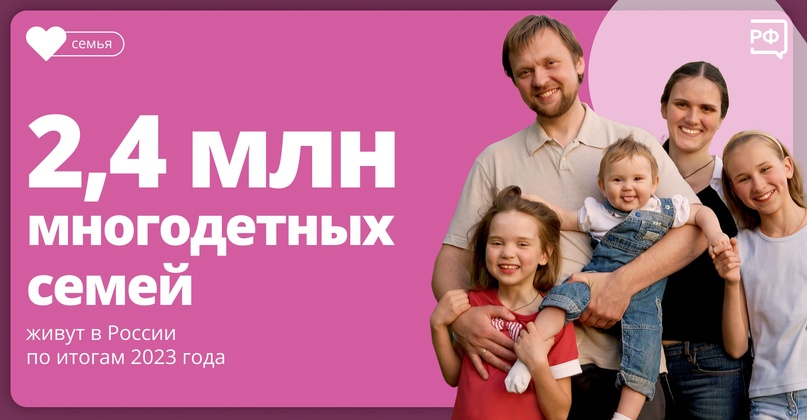 семья
РФ
2,4 млн
многодетных
семей
живут в России
по итогам 2023 года